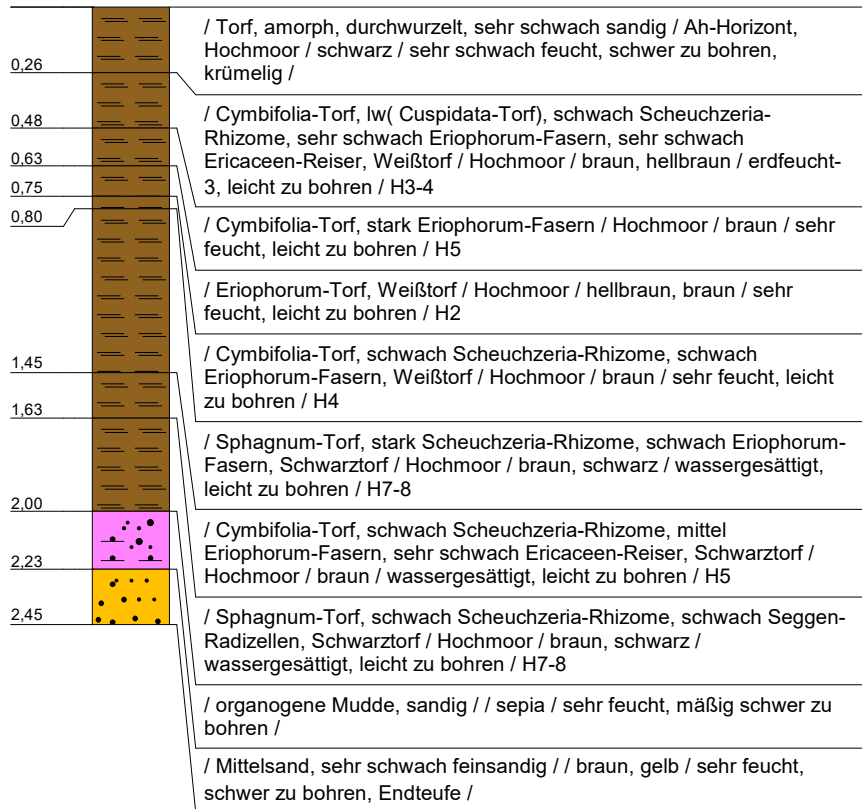 / Torf, amorph, durchwurzelt, sehr schwach sandig / Ah-Horizont,
Hochmoor / schwarz / sehr schwach feucht, schwer zu bohren,
krümelig /
0,26
/ Cymbifolia-Torf, lw( Cuspidata-Torf), schwach Scheuchzeria-
Rhizome, sehr schwach Eriophorum-Fasern, sehr schwach
Ericaceen-Reiser, Weißtorf / Hochmoor / braun, hellbraun / erdfeucht-
3, leicht zu bohren / H3-4
0,48
/ Cymbifolia-Torf, stark Eriophorum-Fasern / Hochmoor / braun / sehr
feucht, leicht zu bohren / H5
0,63
/ Eriophorum-Torf, Weißtorf / Hochmoor / hellbraun, braun / sehr
feucht, leicht zu bohren / H2
0,75
/ Cymbifolia-Torf, schwach Scheuchzeria-Rhizome, schwach
Eriophorum-Fasern, Weißtorf / Hochmoor / braun / sehr feucht, leicht
zu bohren / H4
0,80
/ Sphagnum-Torf, stark Scheuchzeria-Rhizome, schwach Eriophorum-
Fasern, Schwarztorf / Hochmoor / braun, schwarz / wassergesättigt,
leicht zu bohren / H7-8
1,45
/ Cymbifolia-Torf, schwach Scheuchzeria-Rhizome, mittel
Eriophorum-Fasern, sehr schwach Ericaceen-Reiser, Schwarztorf /
Hochmoor / braun / wassergesättigt, leicht zu bohren / H5
1,63
/ Sphagnum-Torf, schwach Scheuchzeria-Rhizome, schwach Seggen-
Radizellen, Schwarztorf / Hochmoor / braun, schwarz /
wassergesättigt, leicht zu bohren / H7-8
2,00
/ organogene Mudde, sandig / / sepia / sehr feucht, mäßig schwer zu
bohren /
2,23
/ Mittelsand, sehr schwach feinsandig / / braun, gelb / sehr feucht,
schwer zu bohren, Endteufe /
2,45